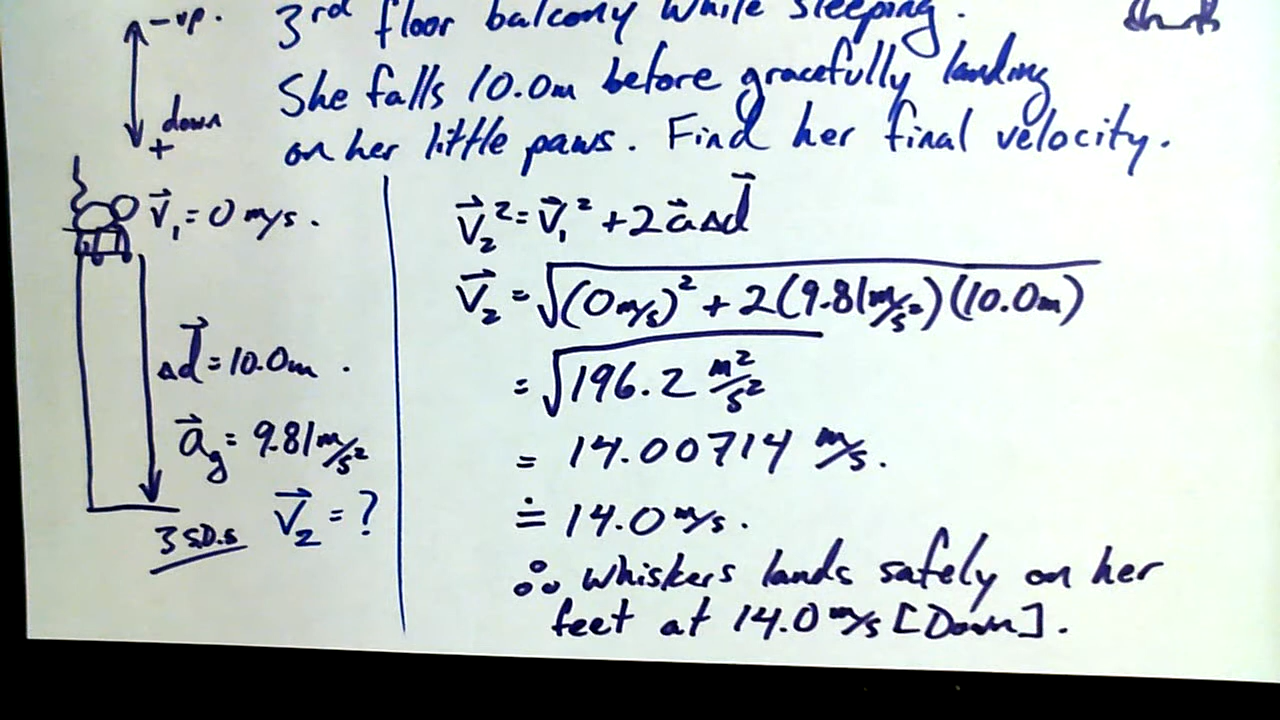 - up.
3rd floor balcony while sleeping.
She falls 10.0m before gracefully landing
down
+
on her little paws. Find her final velocity.
V⃗₁ = 0 m/s.
V⃗₂² = V⃗₁² + 2a⃗Δd⃗
V⃗₂ = √((0 m/s)² + 2(9.81 m/s²)(10.0m))
Δd⃗ = 10.0m.
= √(196.2 m²/s²)
a⃗g = 9.81 m/s²
= 14.00714 m/s.
V⃗₂ = ?
≐ 14.0 m/s.
3 S.D.s
∴ whiskers lands safely on her
feet at 14.0 m/s [Down].